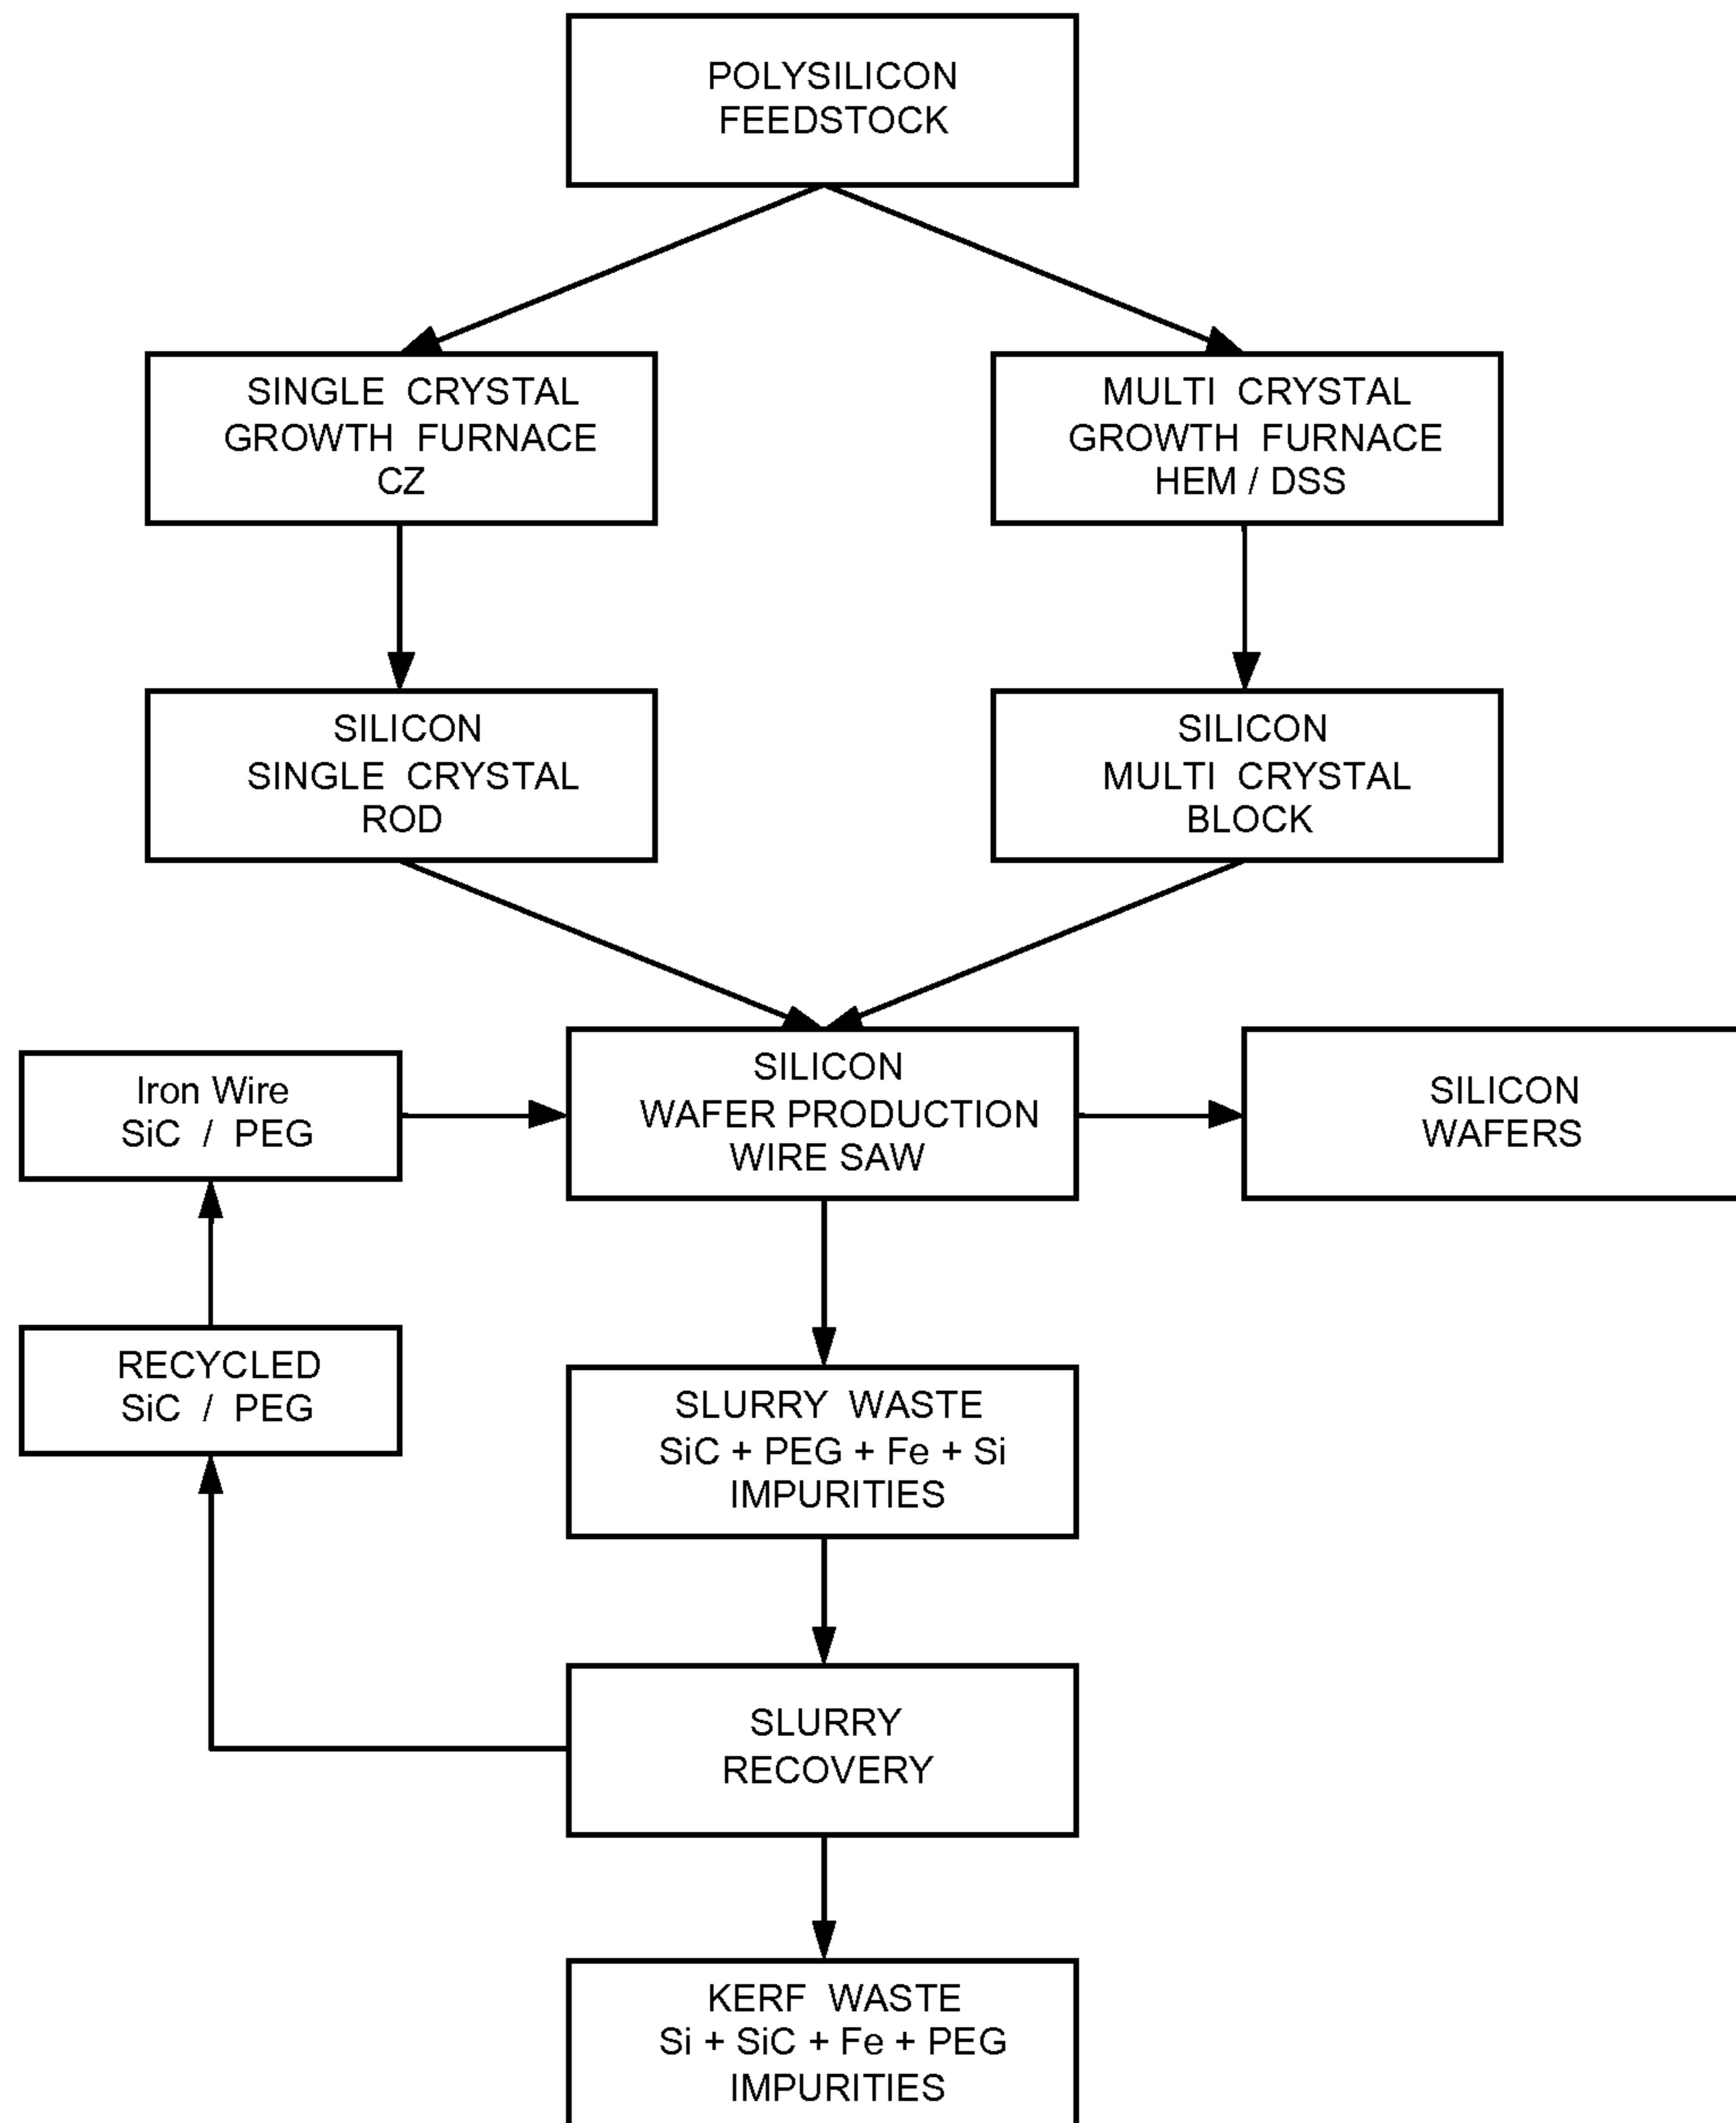 POLYSILICON
FEEDSTOCK
SINGLE CRYSTAL
GROWTH FURNACE
CZ
MULTI CRYSTAL
GROWTH FURNACE
HEM / DSS
SILICON
SINGLE CRYSTAL
ROD
SILICON
MULTI CRYSTAL
BLOCK
Iron Wire
SiC / PEG
SILICON
WAFER PRODUCTION
WIRE SAW
SILICON
WAFERS
RECYCLED
SiC / PEG
SLURRY WASTE
SiC + PEG + Fe + Si
IMPURITIES
SLURRY
RECOVERY
KERF WASTE
Si + SiC + Fe + PEG
IMPURITIES